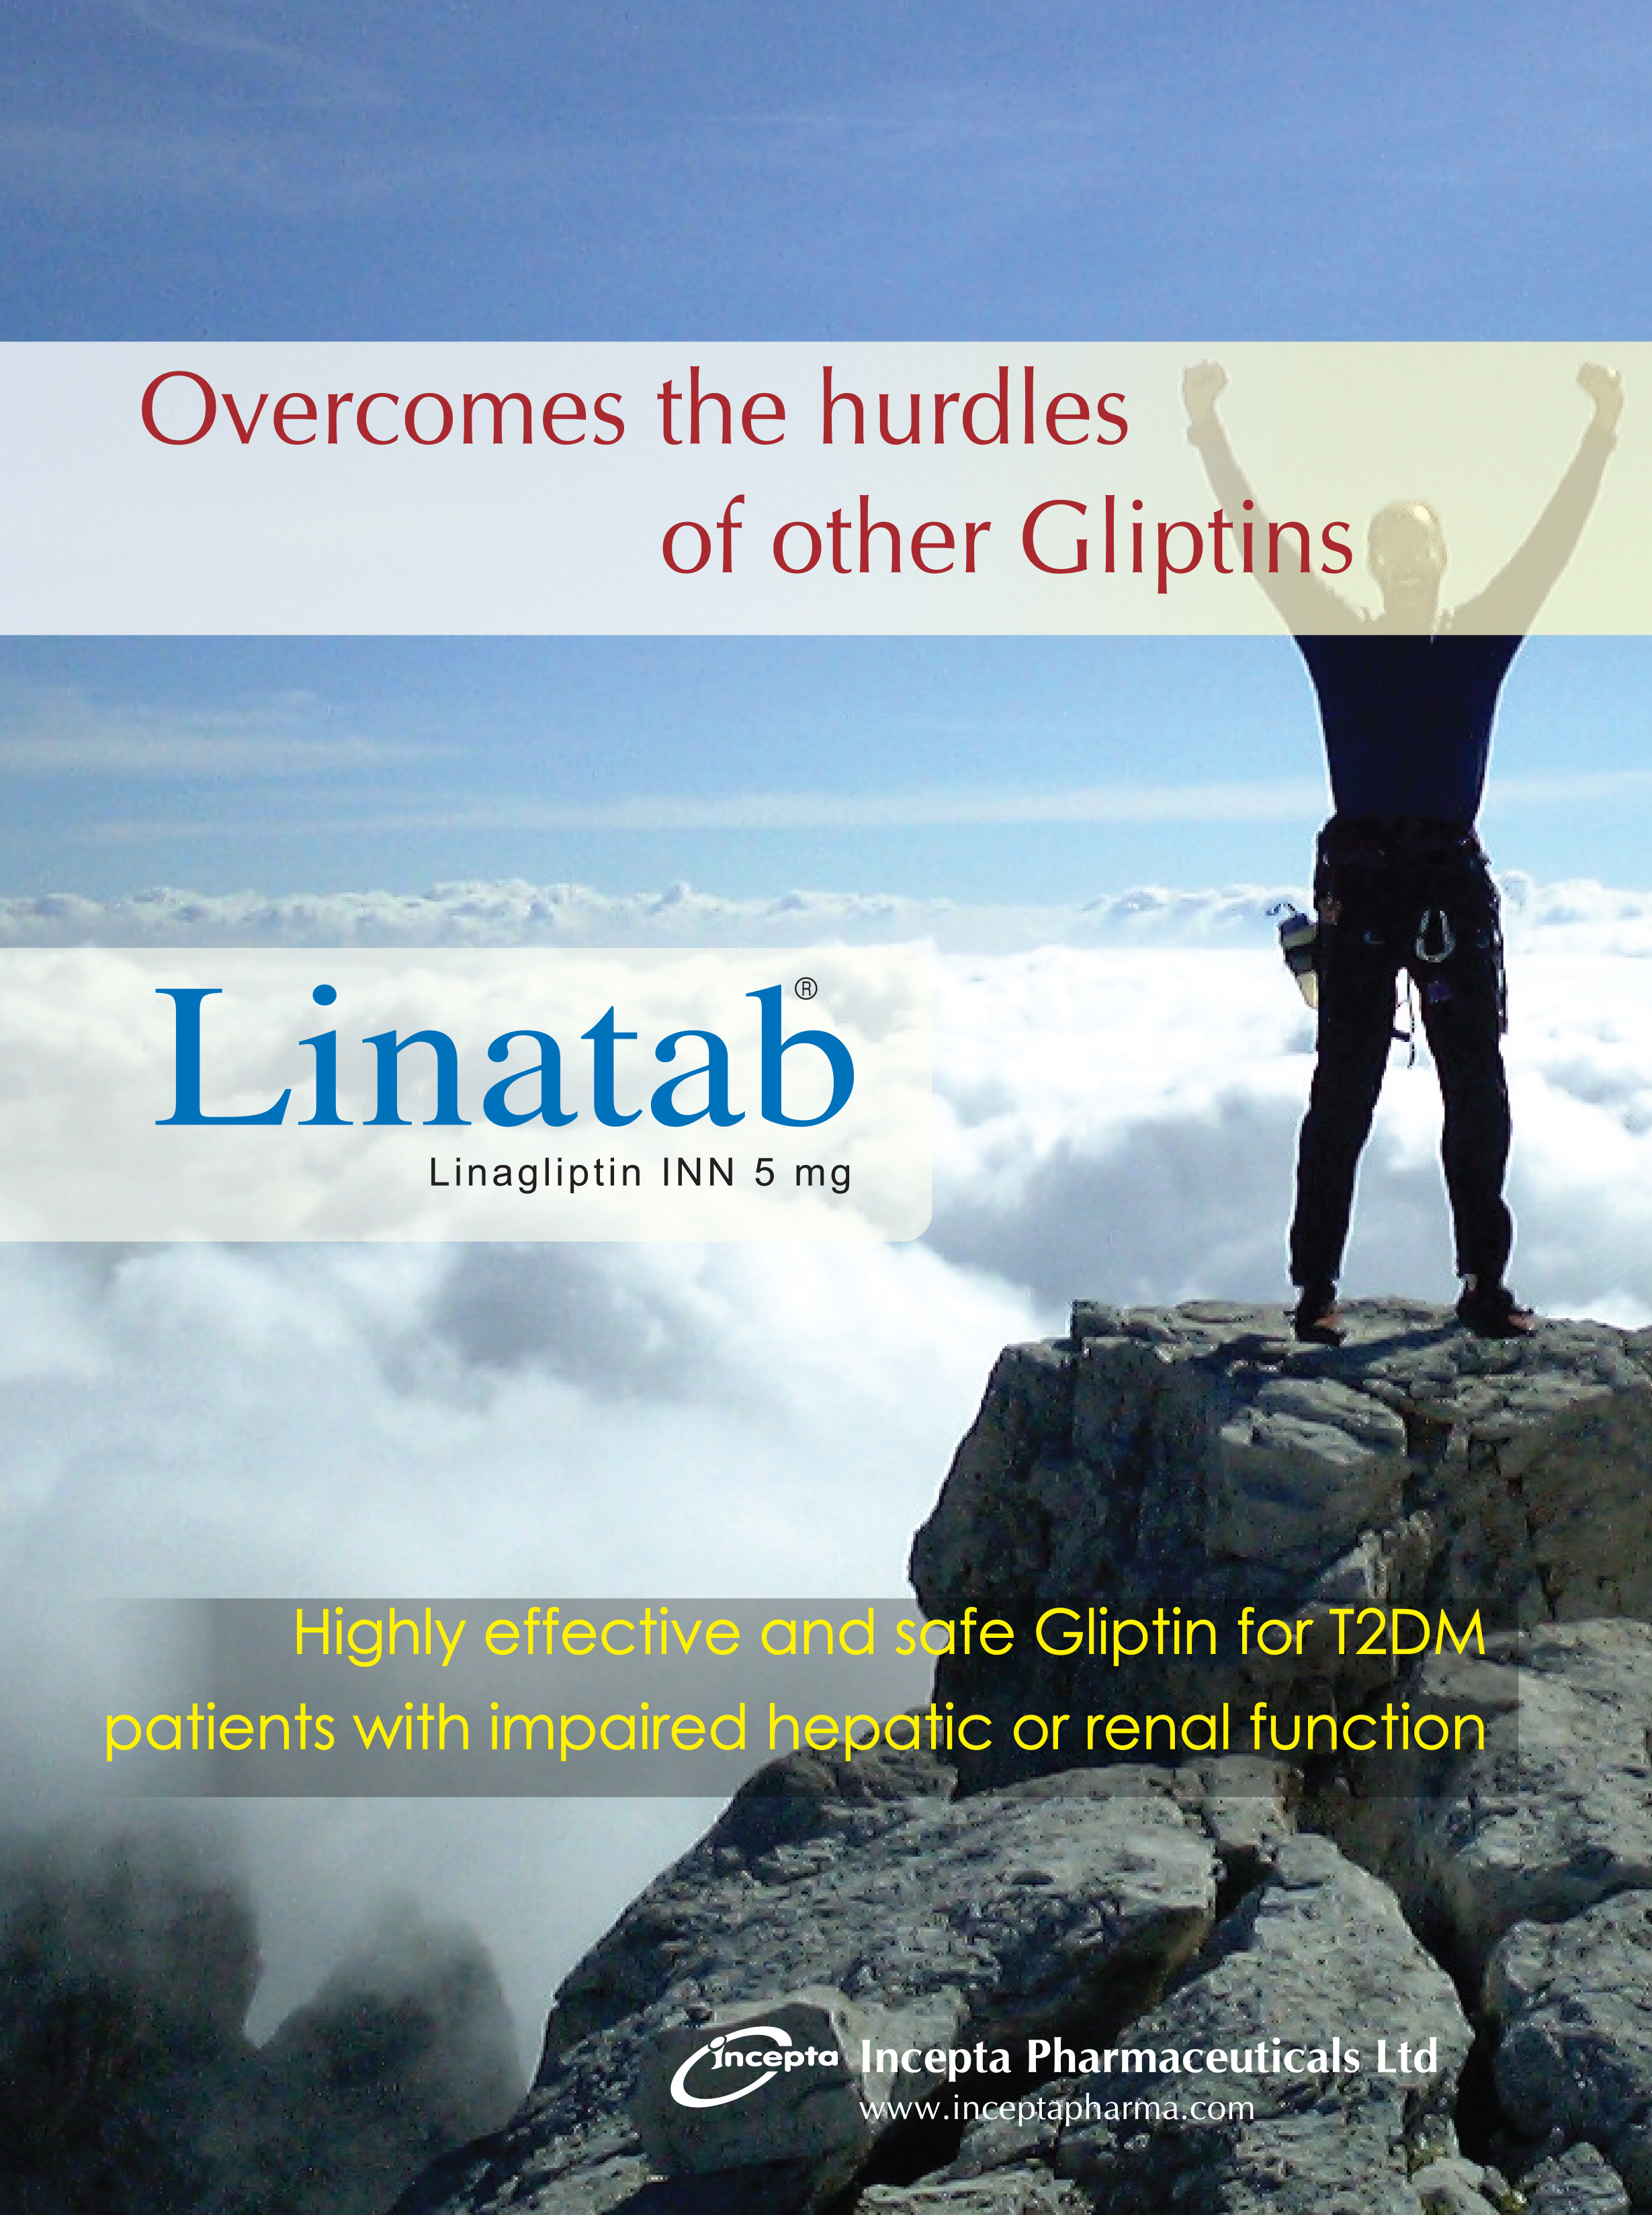 Overcomes the hurdles
of other Gliptins
Linatab®
Linagliptin INN 5 mg
Highly effective and safe Gliptin for T2DM
patients with impaired hepatic or renal function
incepta Incepta Pharmaceuticals Ltd
www.inceptapharma.com